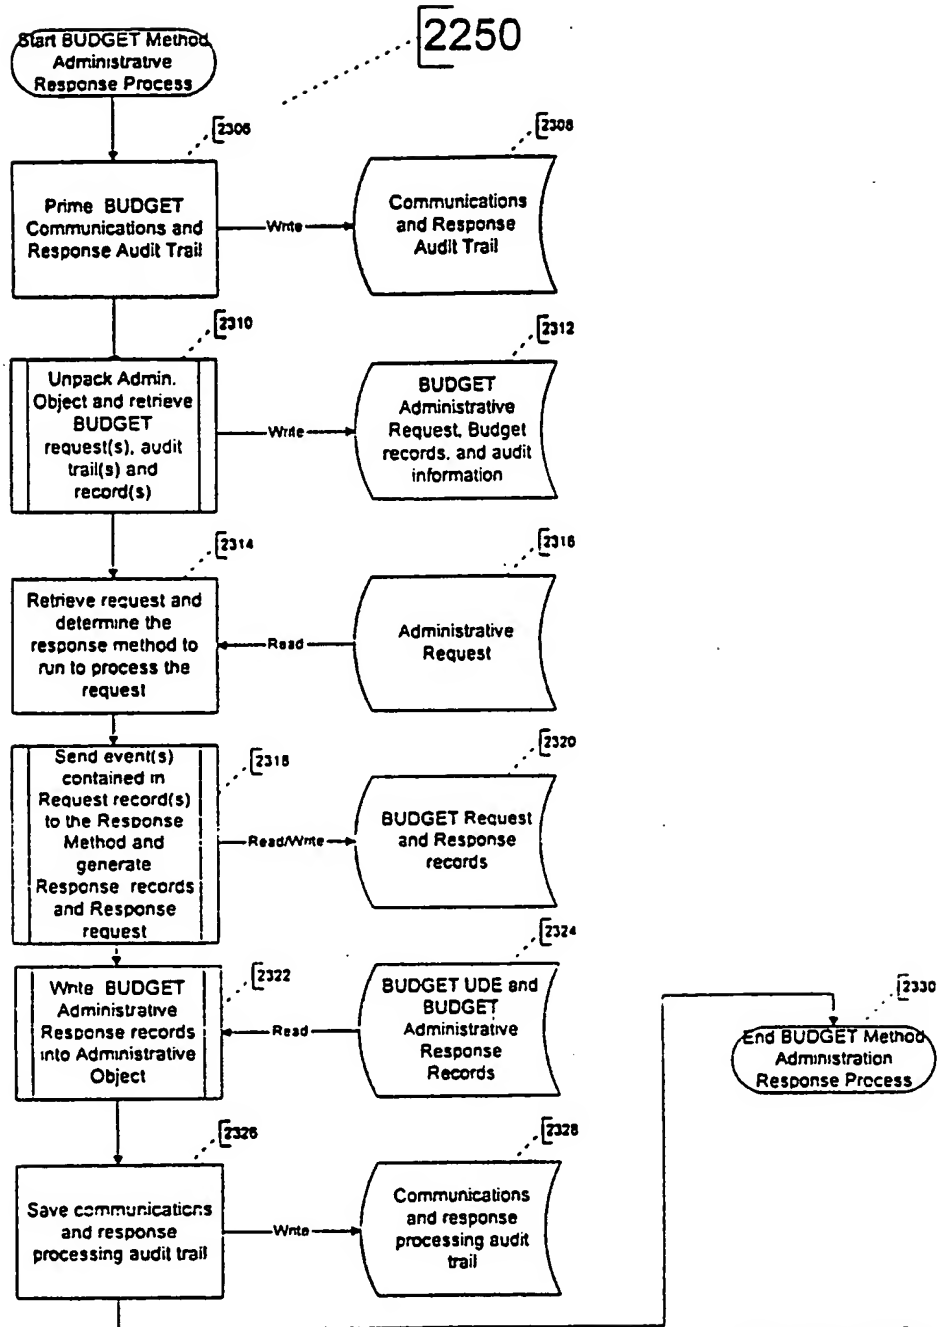 2250
Start BUDGET Method
Administrative
Response Process
2306
Prime BUDGET
Communications and
Response Audit Trail
Write
2308
Communications
and Response
Audit Trail
2310
Unpack Admin.
Object and retrieve
BUDGET
request(s), audit
trail(s) and
record(s)
Write
2312
BUDGET
Administrative
Request, Budget
records, and audit
information
2314
Retrieve request and
determine the
response method to
run to process the
request
Read
2316
Administrative
Request
2318
Send event(s)
contained in
Request record(s)
to the Response
Method and
generate
Response records
and Response
request
Read/Write
2320
BUDGET Request
and Response
records
2322
Write BUDGET
Administrative
Response records
into Administrative
Object
Read
2324
BUDGET UDE and
BUDGET
Administrative
Response
Records
2326
Save communications
and response
processing audit trail
Write
2328
Communications
and response
processing audit
trail
2330
End BUDGET Method
Administration
Response Process